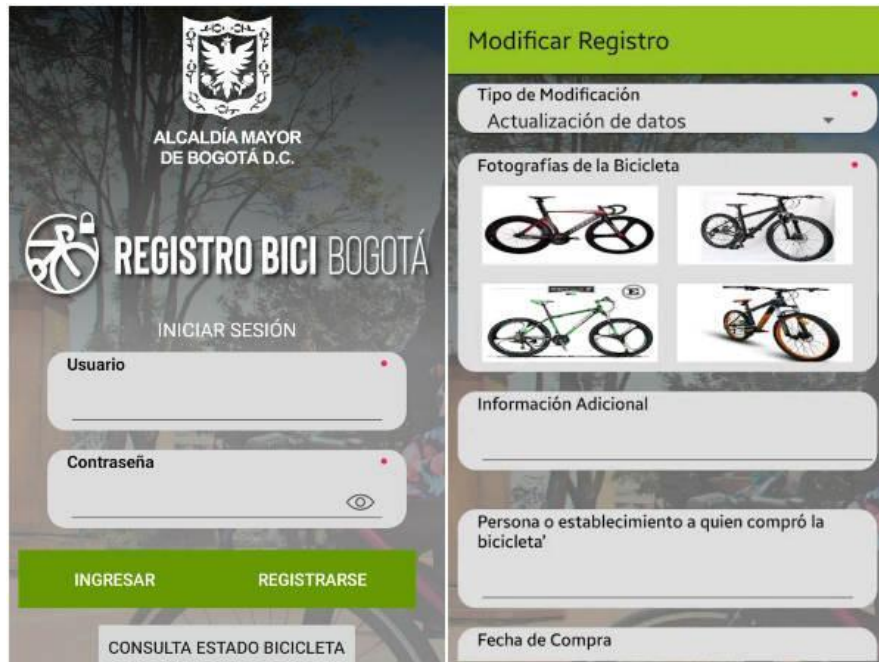 ALCALDÍA MAYOR
DE BOGOTÁ D.C.
REGISTRO BICI BOGOTÁ
INICIAR SESIÓN
Usuario
Contraseña
INGRESAR
REGISTRARSE
CONSULTA ESTADO BICICLETA
Modificar Registro
Tipo de Modificación
Actualización de datos
Fotografías de la Bicicleta
E
Información Adicional
Persona o establecimiento a quien compró la
bicicleta'
Fecha de Compra